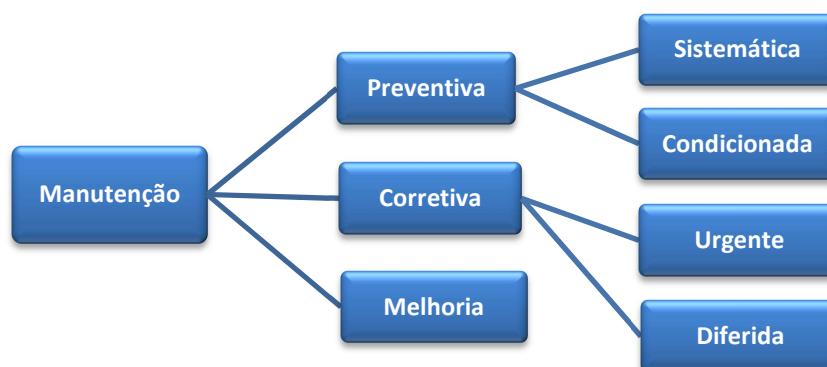 Manutenção
Preventiva
Sistemática
Condicionada
Corretiva
Urgente
Diferida
Melhoria